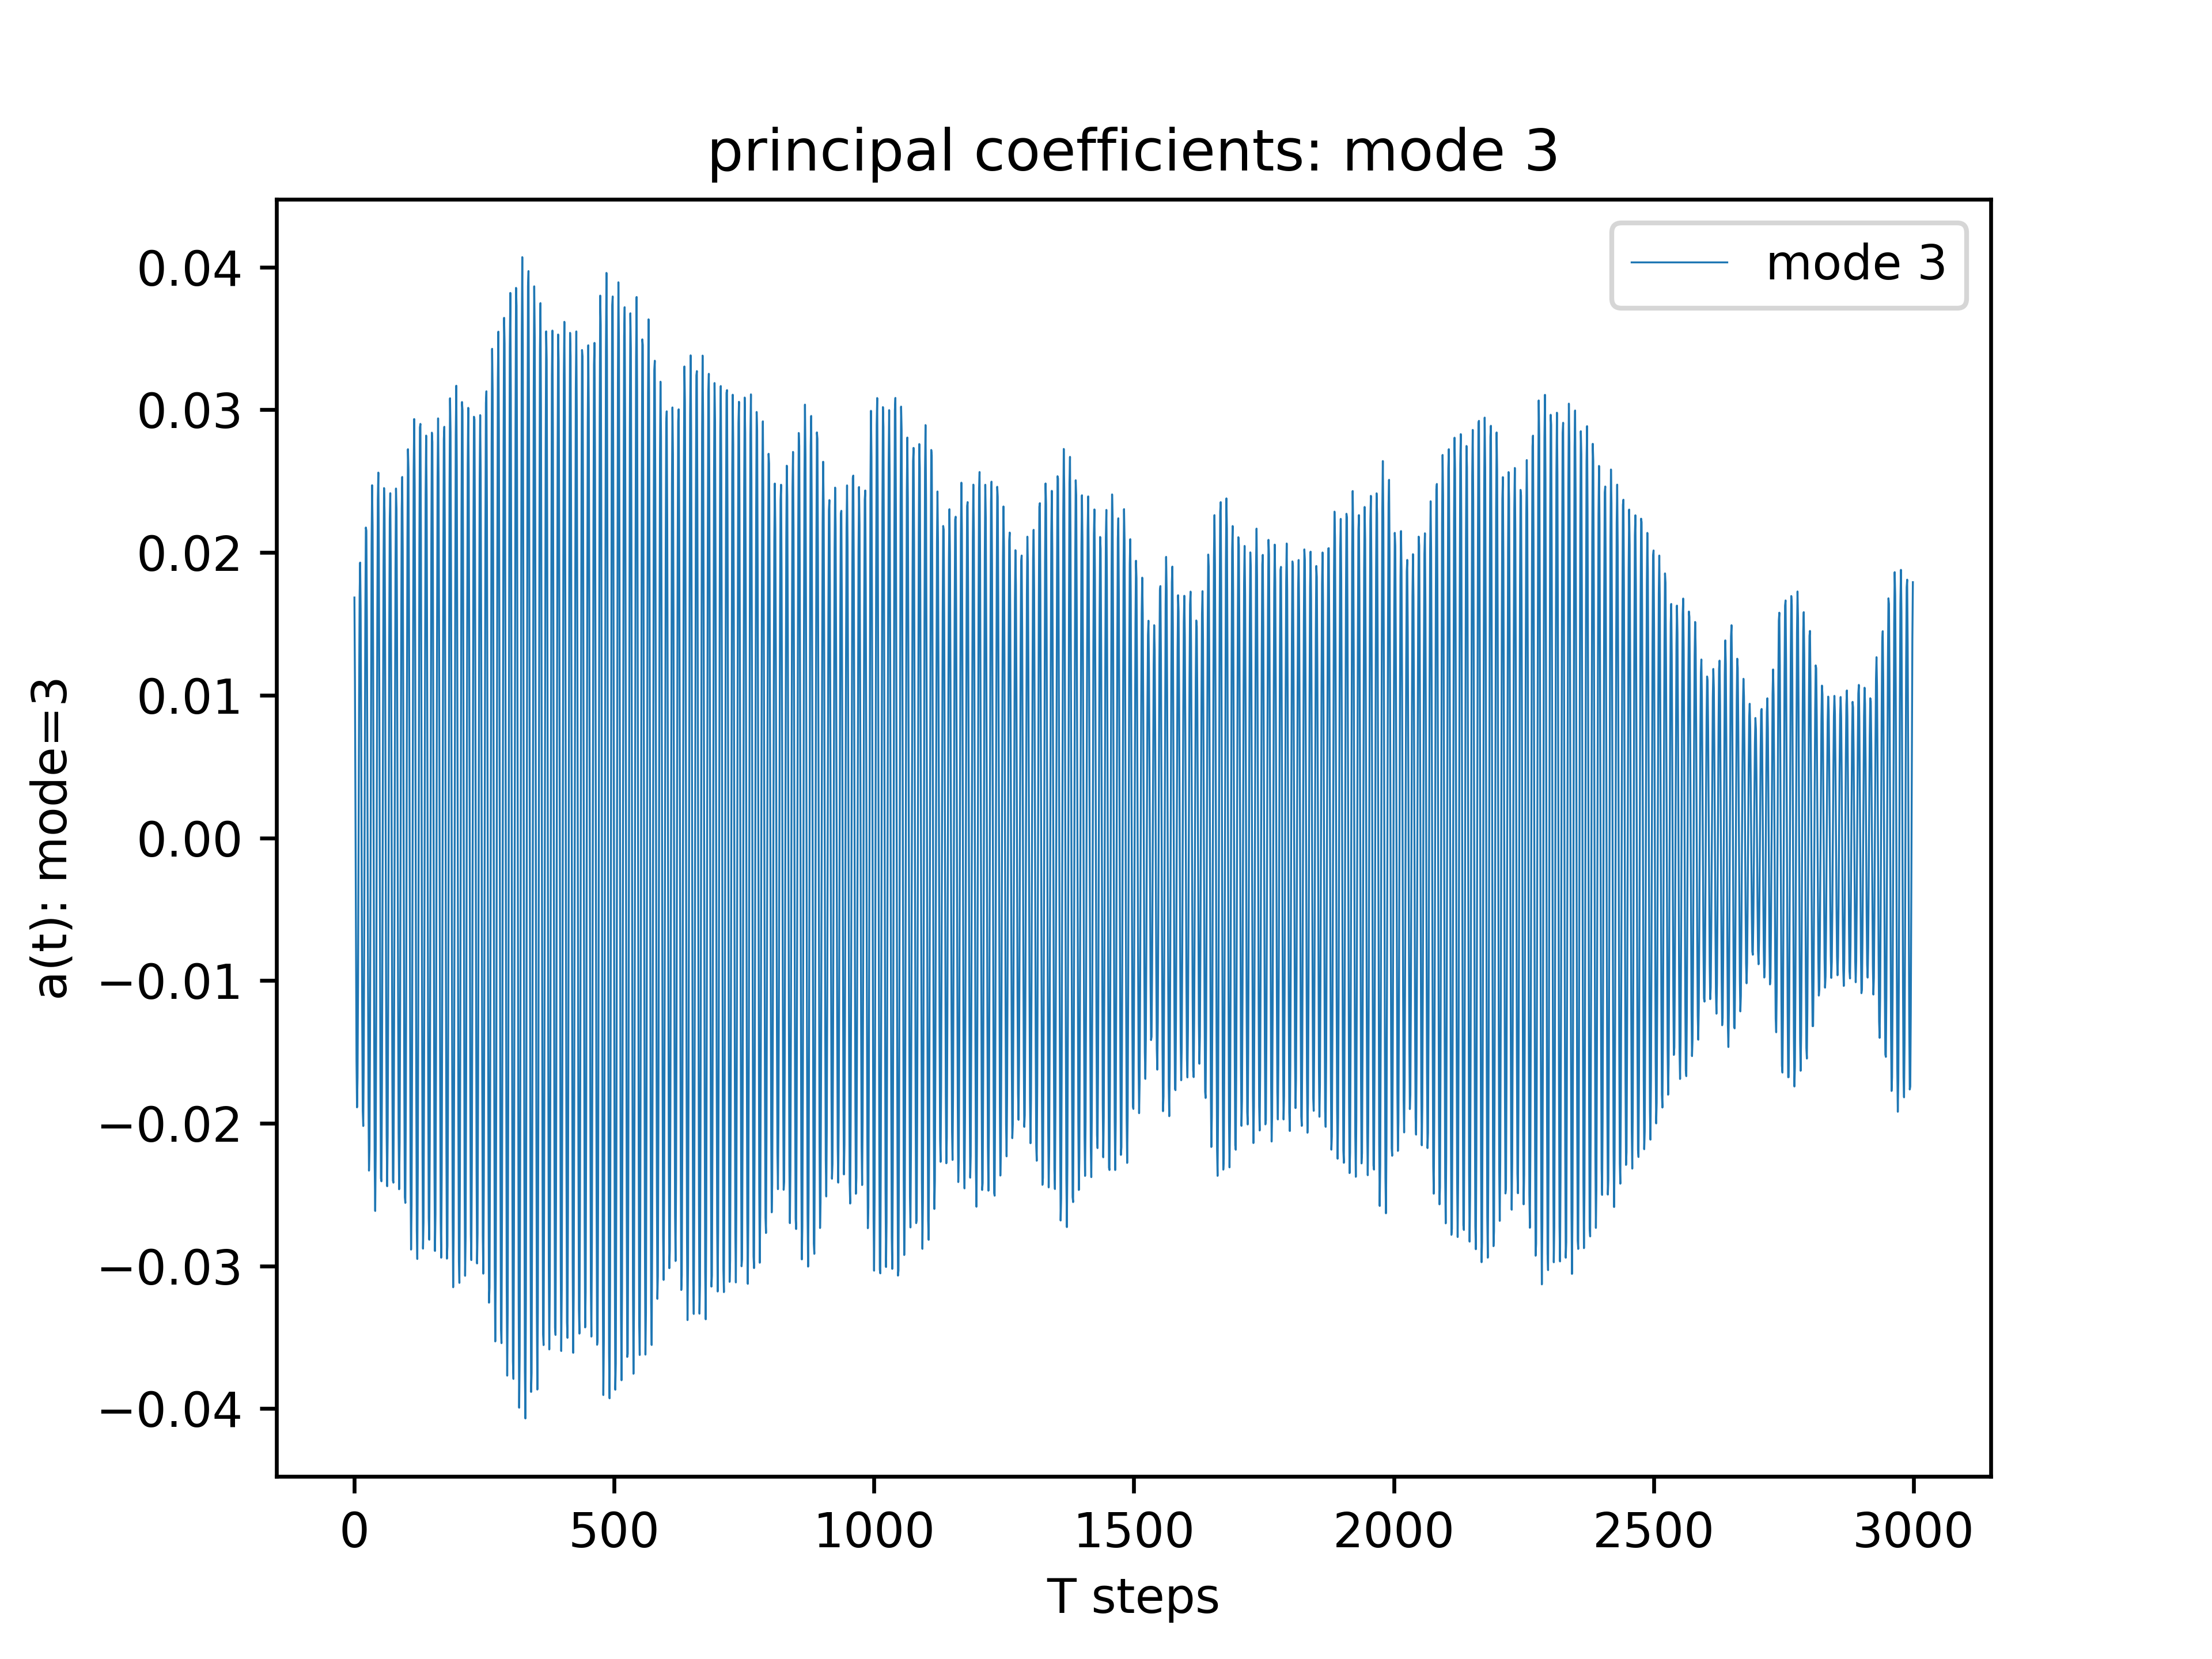 principal coefficients: mode 3
mode 3
0.04
0.03
0.02
0.01
0.00
−0.01
−0.02
−0.03
−0.04
a(t): mode=3
0 500 1000 1500 2000 2500 3000
T steps